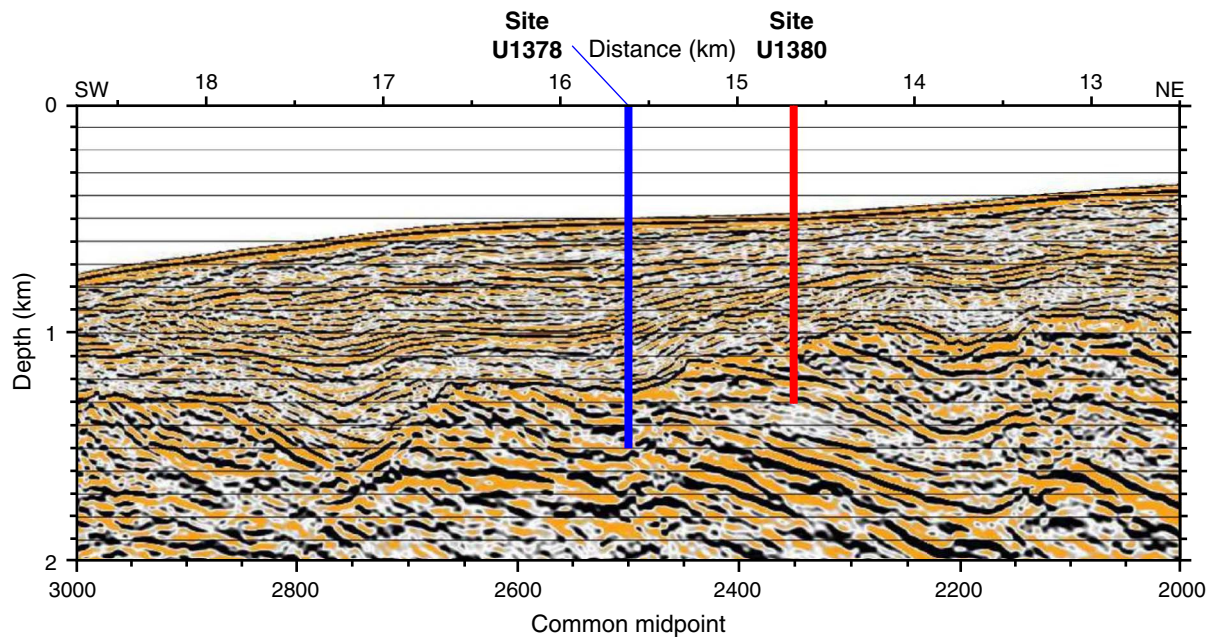 Site
U1378
Distance (km)
Site
U1380
SW
18
17
16
15
14
13
NE
0
1
2
Depth (km)
3000
2800
2600
2400
2200
2000
Common midpoint